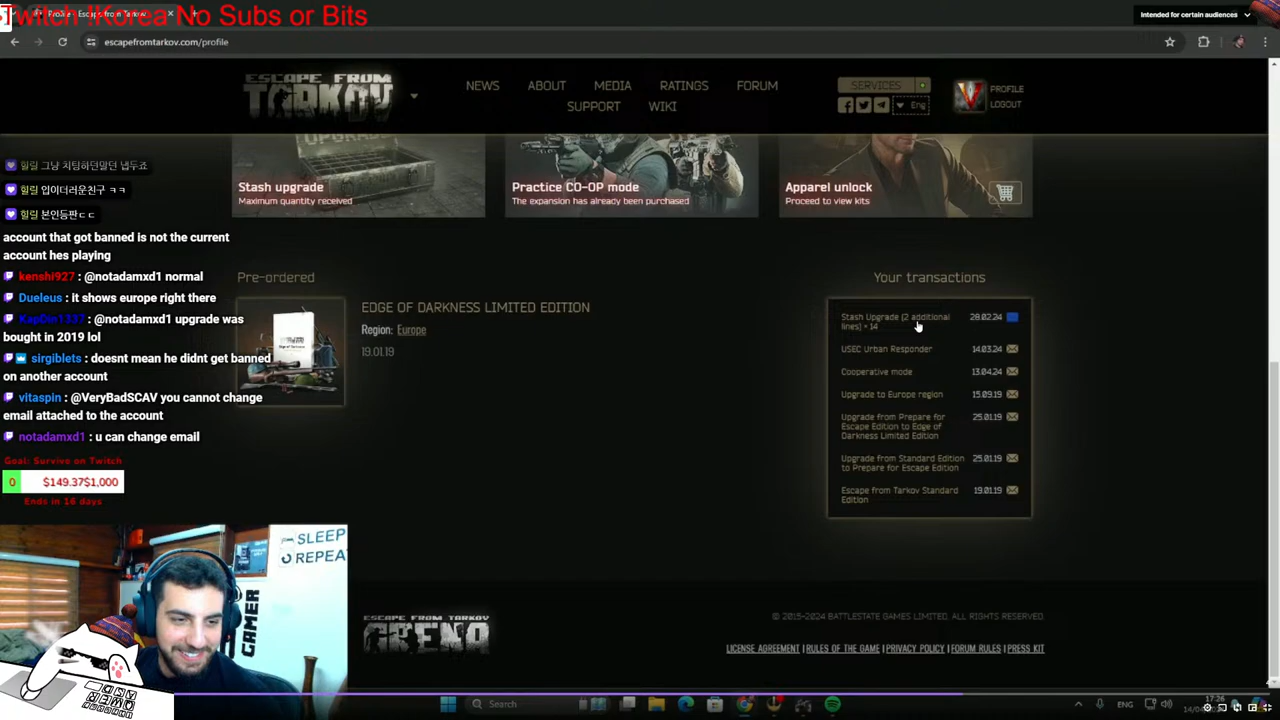 Twitch !Korea No Subs or Bits
Intended for certain audiences
escapefromtarkov.com/profile
ESCAPE FROM
TARKOV
NEWS
ABOUT
MEDIA
RATINGS
FORUM
SUPPORT
WIKI
SERVICES
Eng
PROFILE
LOGOUT
Stash upgrade
Maximum quantity received
Practice CO-OP mode
The expansion has already been purchased
Apparel unlock
Proceed to view kits
힐릴 그냥 치팅하던말던 냅두죠
힐릴 입이더러운친구 ㅋㅋ
힐릴 본인등판ㄷㄷ
account that got banned is not the current
account hes playing
kenshi927 : @notadamxd1 normal
Dueleus: it shows europe right there
KapDin1337: @notadamxd1 upgrade was
bought in 2019 lol
sirgiblets : doesnt mean he didnt get banned
on another account
vitaspin : @VeryBadSCAV you cannot change
email attached to the account
notadamxd1 : u can change email
Goal: Survive on Twitch
0 $149.37$1,000
Ends in 16 days
Pre-ordered
EDGE OF DARKNESS LIMITED EDITION
Region: Europe
19.01.19
Your transactions
Stash Upgrade (2 additional
lines) × 14
28.02.24
USEC Urban Responder 14.03.24
Cooperative mode 13.04.24
Upgrade to Europe region 15.09.19
Upgrade from Prepare for
Escape Edition to Edge of
Darkness Limited Edition
25.01.19
Upgrade from Standard Edition
to Prepare for Escape Edition
25.01.19
Escape from Tarkov Standard
Edition
19.01.19
SLEEP
REPEAT
GAMER
ESCAPE FROM TARKOV
ARENA
© 2015-2024 BATTLESTATE GAMES LIMITED. ALL RIGHTS RESERVED.
LICENSE AGREEMENT | RULES OF THE GAME | PRIVACY POLICY | FORUM RULES | PRESS KIT
Search
ENG
17:26